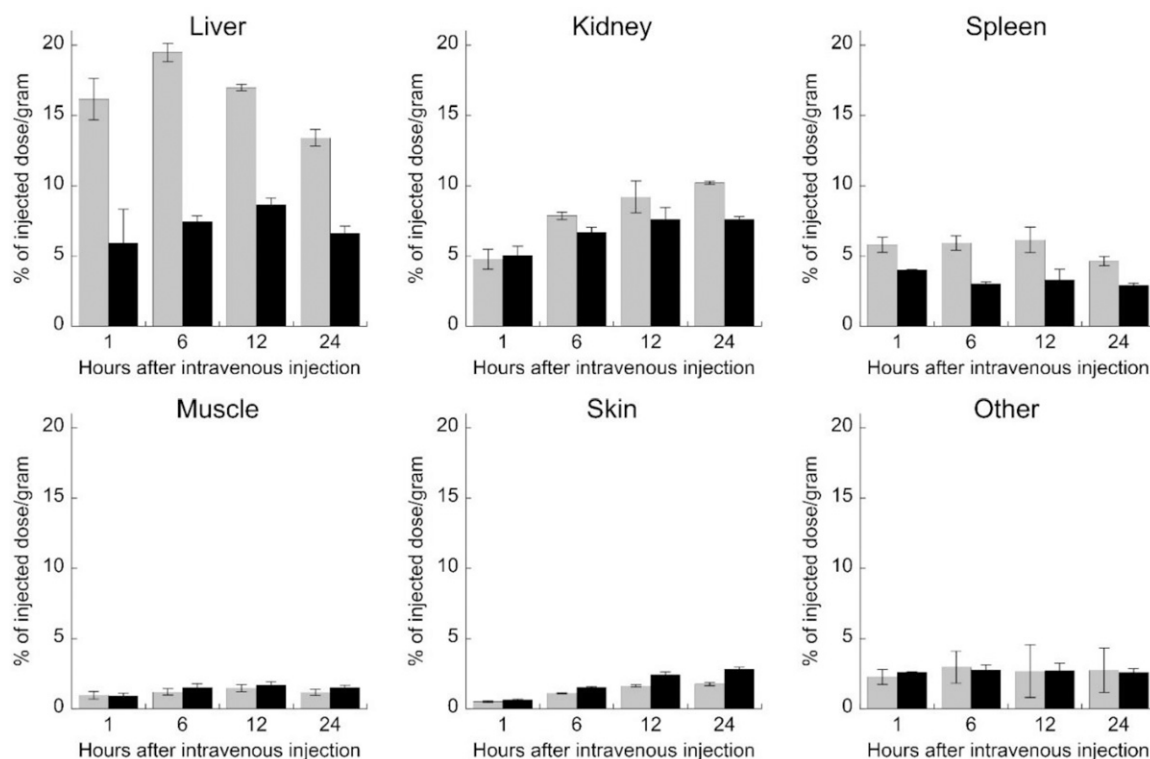 Liver
% of injected dose/gram
20
15
10
5
0
1 6 12 24
Hours after intravenous injection
Kidney
% of injected dose/gram
20
15
10
5
0
1 6 12 24
Hours after intravenous injection
Spleen
% of injected dose/gram
20
15
10
5
0
1 6 12 24
Hours after intravenous injection
Muscle
% of injected dose/gram
20
15
10
5
0
1 6 12 24
Hours after intravenous injection
Skin
% of injected dose/gram
20
15
10
5
0
1 6 12 24
Hours after intravenous injection
Other
% of injected dose/gram
20
15
10
5
0
1 6 12 24
Hours after intravenous injection